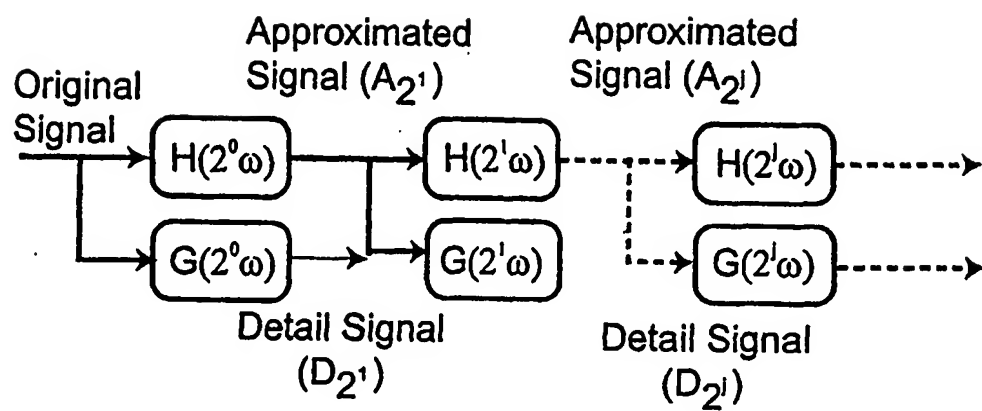 Approximated
Signal (A₂¹)
Approximated
Signal (A₂ʲ)
Original
Signal
H(2⁰ω)
H(2¹ω)
H(2ʲω)
G(2⁰ω)
G(2¹ω)
G(2ʲω)
Detail Signal
(D₂¹)
Detail Signal
(D₂ʲ)